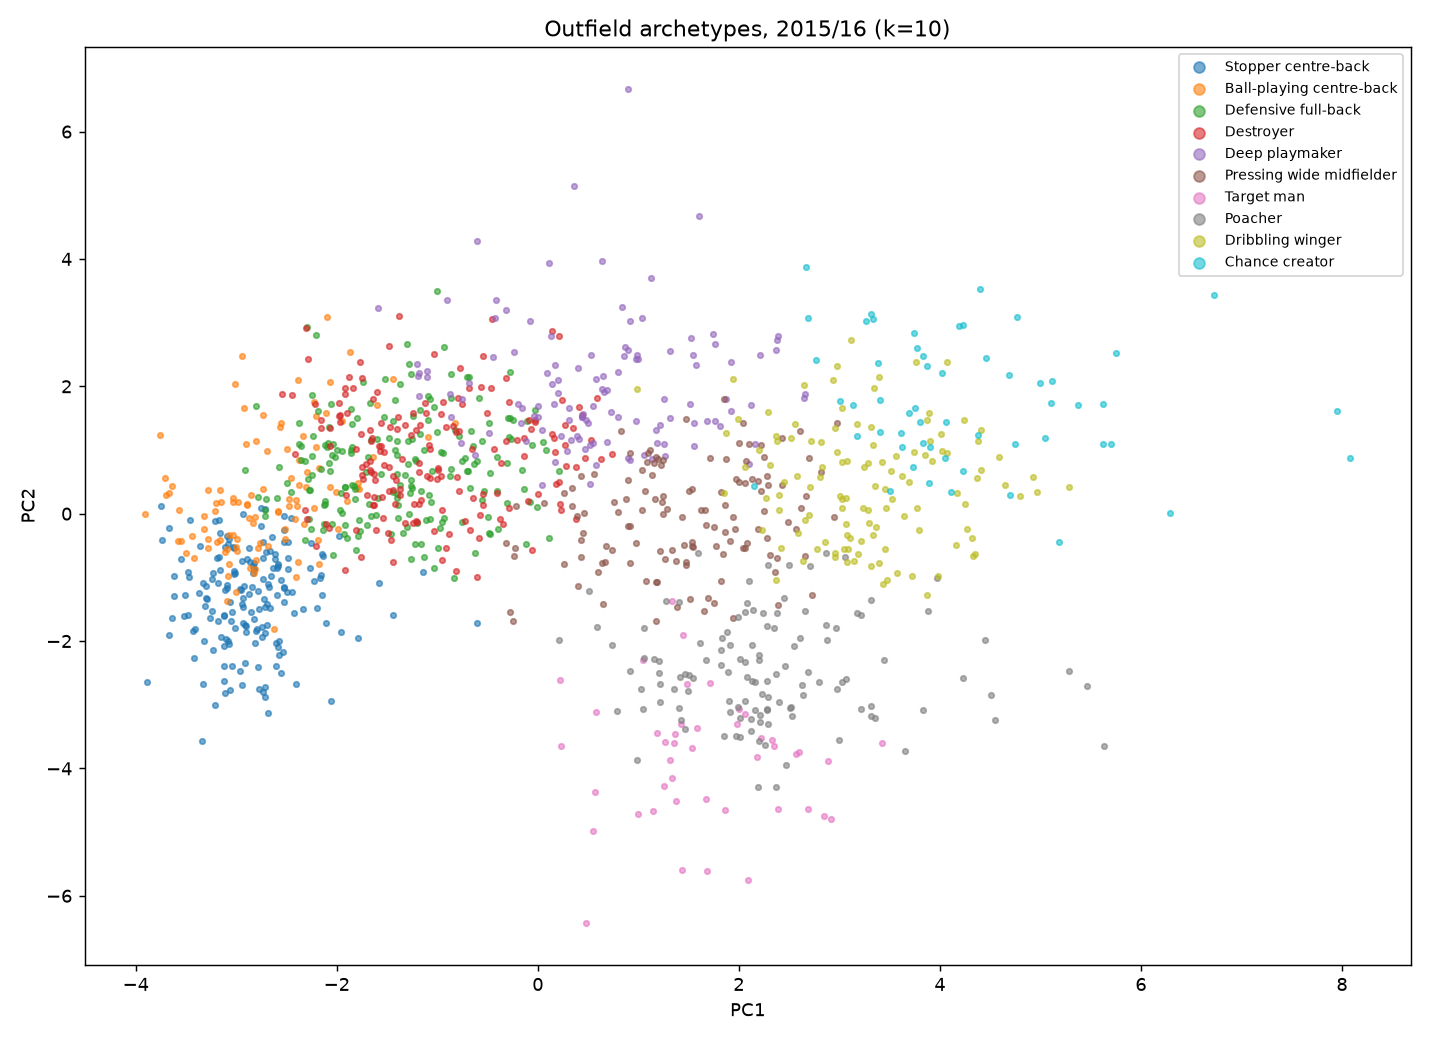 Outfield archetypes, 2015/16 (k=10)
Stopper centre-back
Ball-playing centre-back
Defensive full-back
Destroyer
Deep playmaker
Pressing wide midfielder
Target man
Poacher
Dribbling winger
Chance creator
6
4
2
0
−2
−4
−6
PC2
−4
−2
0
2
4
6
8
PC1